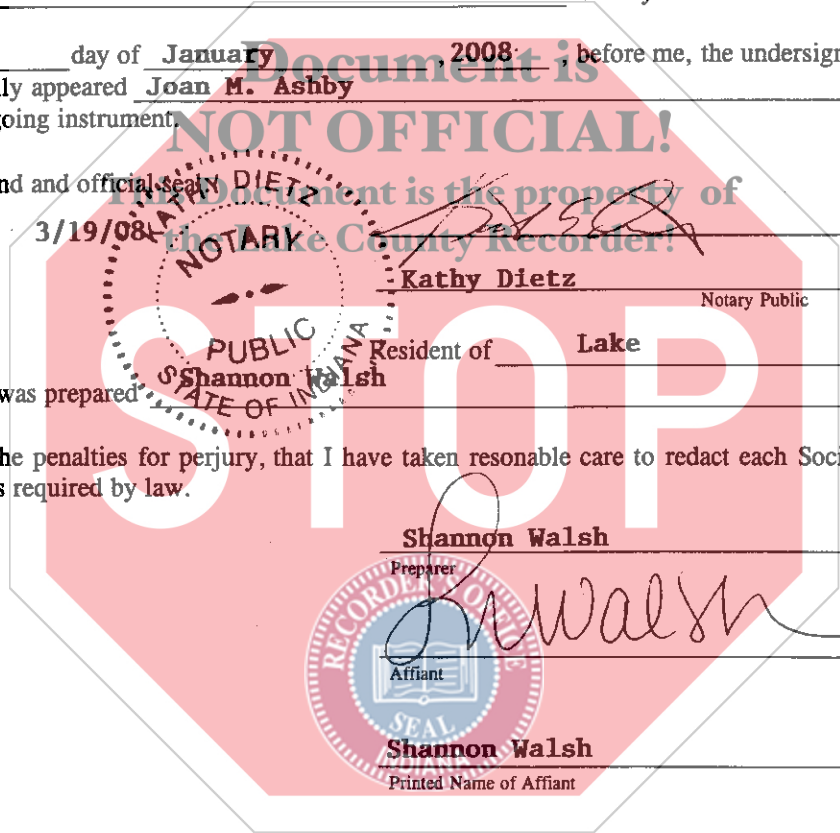 day of January , 2008 , before me, the undersign
ly appeared Joan M. Ashby
going instrument.
Document is
NOT OFFICIAL!
This Document is the property of
the Lake County Recorder!
nd and official seal.
3/19/08
KATHY DIETZ
NOTARY
PUBLIC
STATE OF INDIANA
Kathy Dietz
Notary Public
Resident of Lake
was prepared Shannon Walsh
STOP
he penalties for perjury, that I have taken resonable care to redact each Soci
s required by law.
Shannon Walsh
Preparer
RECORDER'S OFFICE
SEAL
INDIANA
Walsh
Affiant
Shannon Walsh
Printed Name of Affiant